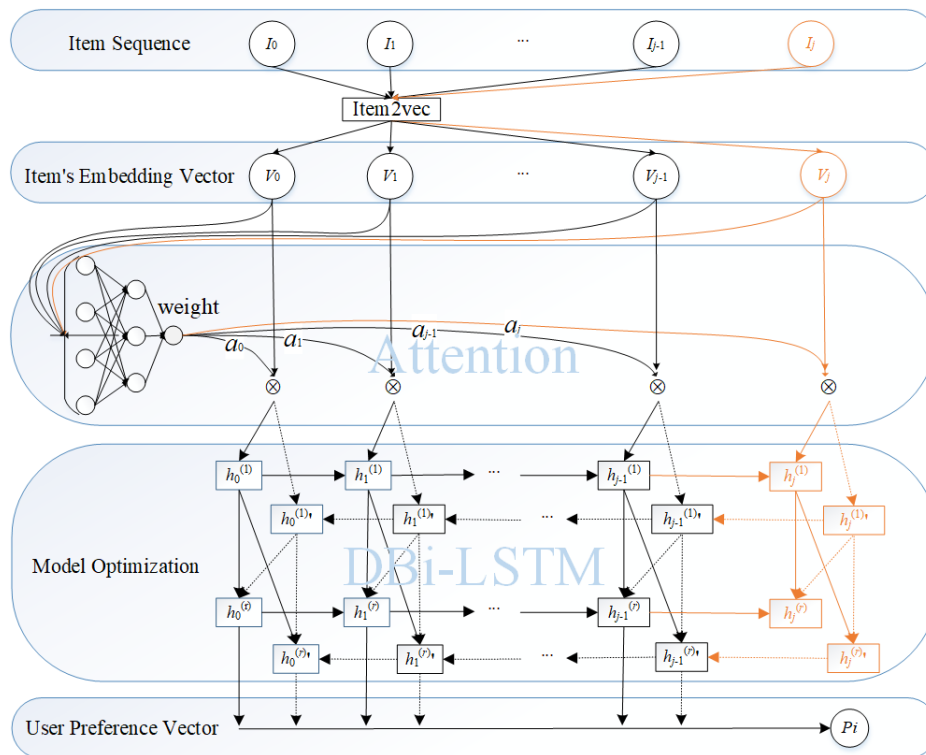 Item Sequence I₀ I₁ ... Iⱼ₋₁ Iⱼ
Item2vec
Item's Embedding Vector V₀ V₁ ... Vⱼ₋₁ Vⱼ
weight
a₀ a₁ aⱼ₋₁ aⱼ
Attention
⊗ ⊗ ⊗ ⊗
h₀⁽¹⁾ h₁⁽¹⁾ ... hⱼ₋₁⁽¹⁾ hⱼ⁽¹⁾
h₀⁽¹⁾' h₁⁽¹⁾' ... hⱼ₋₁⁽¹⁾' hⱼ⁽¹⁾'
Model Optimization
DBi-LSTM
h₀⁽ʳ⁾ h₁⁽ʳ⁾ ... hⱼ₋₁⁽ʳ⁾ hⱼ⁽ʳ⁾
h₀⁽ʳ⁾' h₁⁽ʳ⁾' ... hⱼ₋₁⁽ʳ⁾' hⱼ⁽ʳ⁾'
User Preference Vector Pi